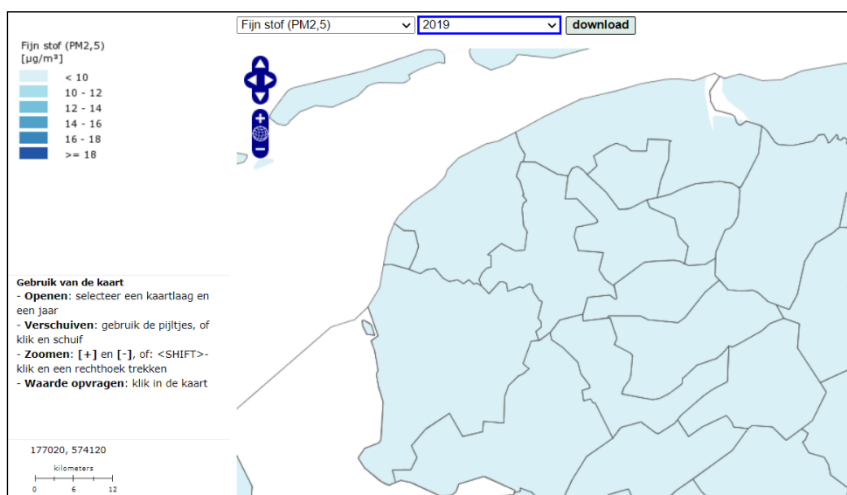 Fijn stof (PM2,5)
2019
download
Fijn stof (PM2,5)
[µg/m³]
< 10
10 - 12
12 - 14
14 - 16
16 - 18
>= 18
Gebruik van de kaart
- Openen: selecteer een kaartlaag en
een jaar
- Verschuiven: gebruik de pijltjes, of
klik en schuif
- Zoomen: [+] en [-], of: <SHIFT>-
klik en een rechthoek trekken
- Waarde opvragen: klik in de kaart
177020, 574120
kilometers
0 6 12